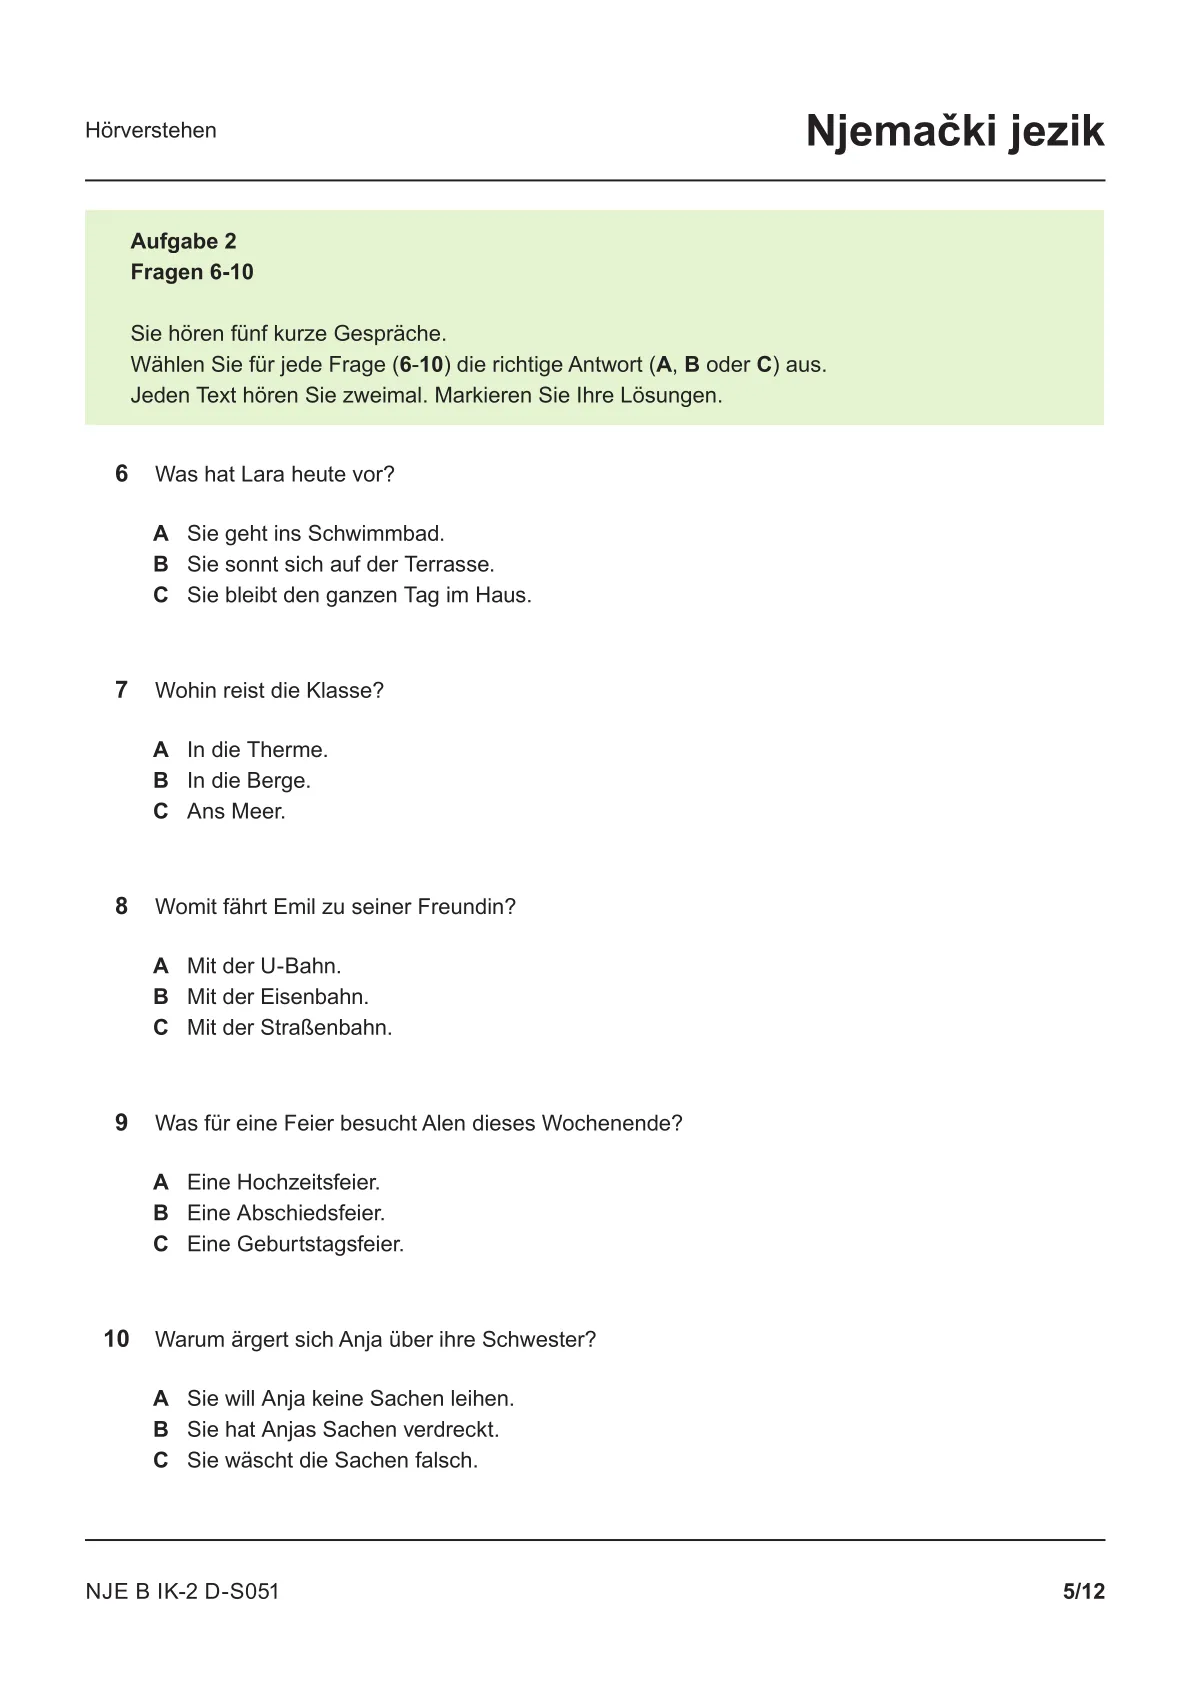 Hörverstehen
Njemački jezik
Aufgabe 2
Fragen 6-10
Sie hören fünf kurze Gespräche.
Wählen Sie für jede Frage (6-10) die richtige Antwort (A, B oder C) aus.
Jeden Text hören Sie zweimal. Markieren Sie Ihre Lösungen.
6 Was hat Lara heute vor?
A Sie geht ins Schwimmbad.
B Sie sonnt sich auf der Terrasse.
C Sie bleibt den ganzen Tag im Haus.
7 Wohin reist die Klasse?
A In die Therme.
B In die Berge.
C Ans Meer.
8 Womit fährt Emil zu seiner Freundin?
A Mit der U-Bahn.
B Mit der Eisenbahn.
C Mit der Straßenbahn.
9 Was für eine Feier besucht Alen dieses Wochenende?
A Eine Hochzeitsfeier.
B Eine Abschiedsfeier.
C Eine Geburtstagsfeier.
10 Warum ärgert sich Anja über ihre Schwester?
A Sie will Anja keine Sachen leihen.
B Sie hat Anjas Sachen verdreckt.
C Sie wäscht die Sachen falsch.
NJE B IK-2 D-S051
5/12